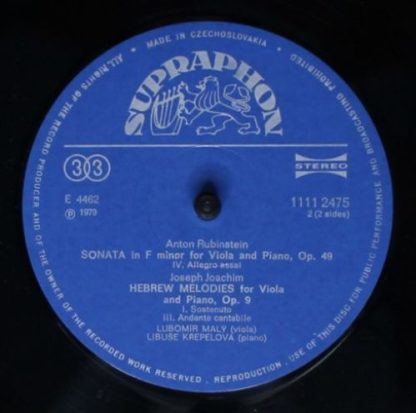 • MADE IN CZECHOSLOVAKIA •
ALL RIGHTS OF THE RECORD PRODUCER AND OF THE OWNER OF THE RECORDED WORK RESERVED . REPRODUCTION . USE OF THIS DISC FOR PUBLIC PERFORMANCE AND BROADCASTING PROHIBITED
SUPRAPHON
33
STEREO
E 4462
1111 2475
℗ 1979
2 (2 sides)
Anton Rubinstein
SONATA in F minor for Viola and Piano, Op. 49
IV. Allegro assai
Joseph Joachim
HEBREW MELODIES for Viola
and Piano, Op. 9
I. Sostenuto
III. Andante cantabile
LUBOMÍR MALÝ (viola)
LIBUŠE KŘEPELOVÁ (piano)